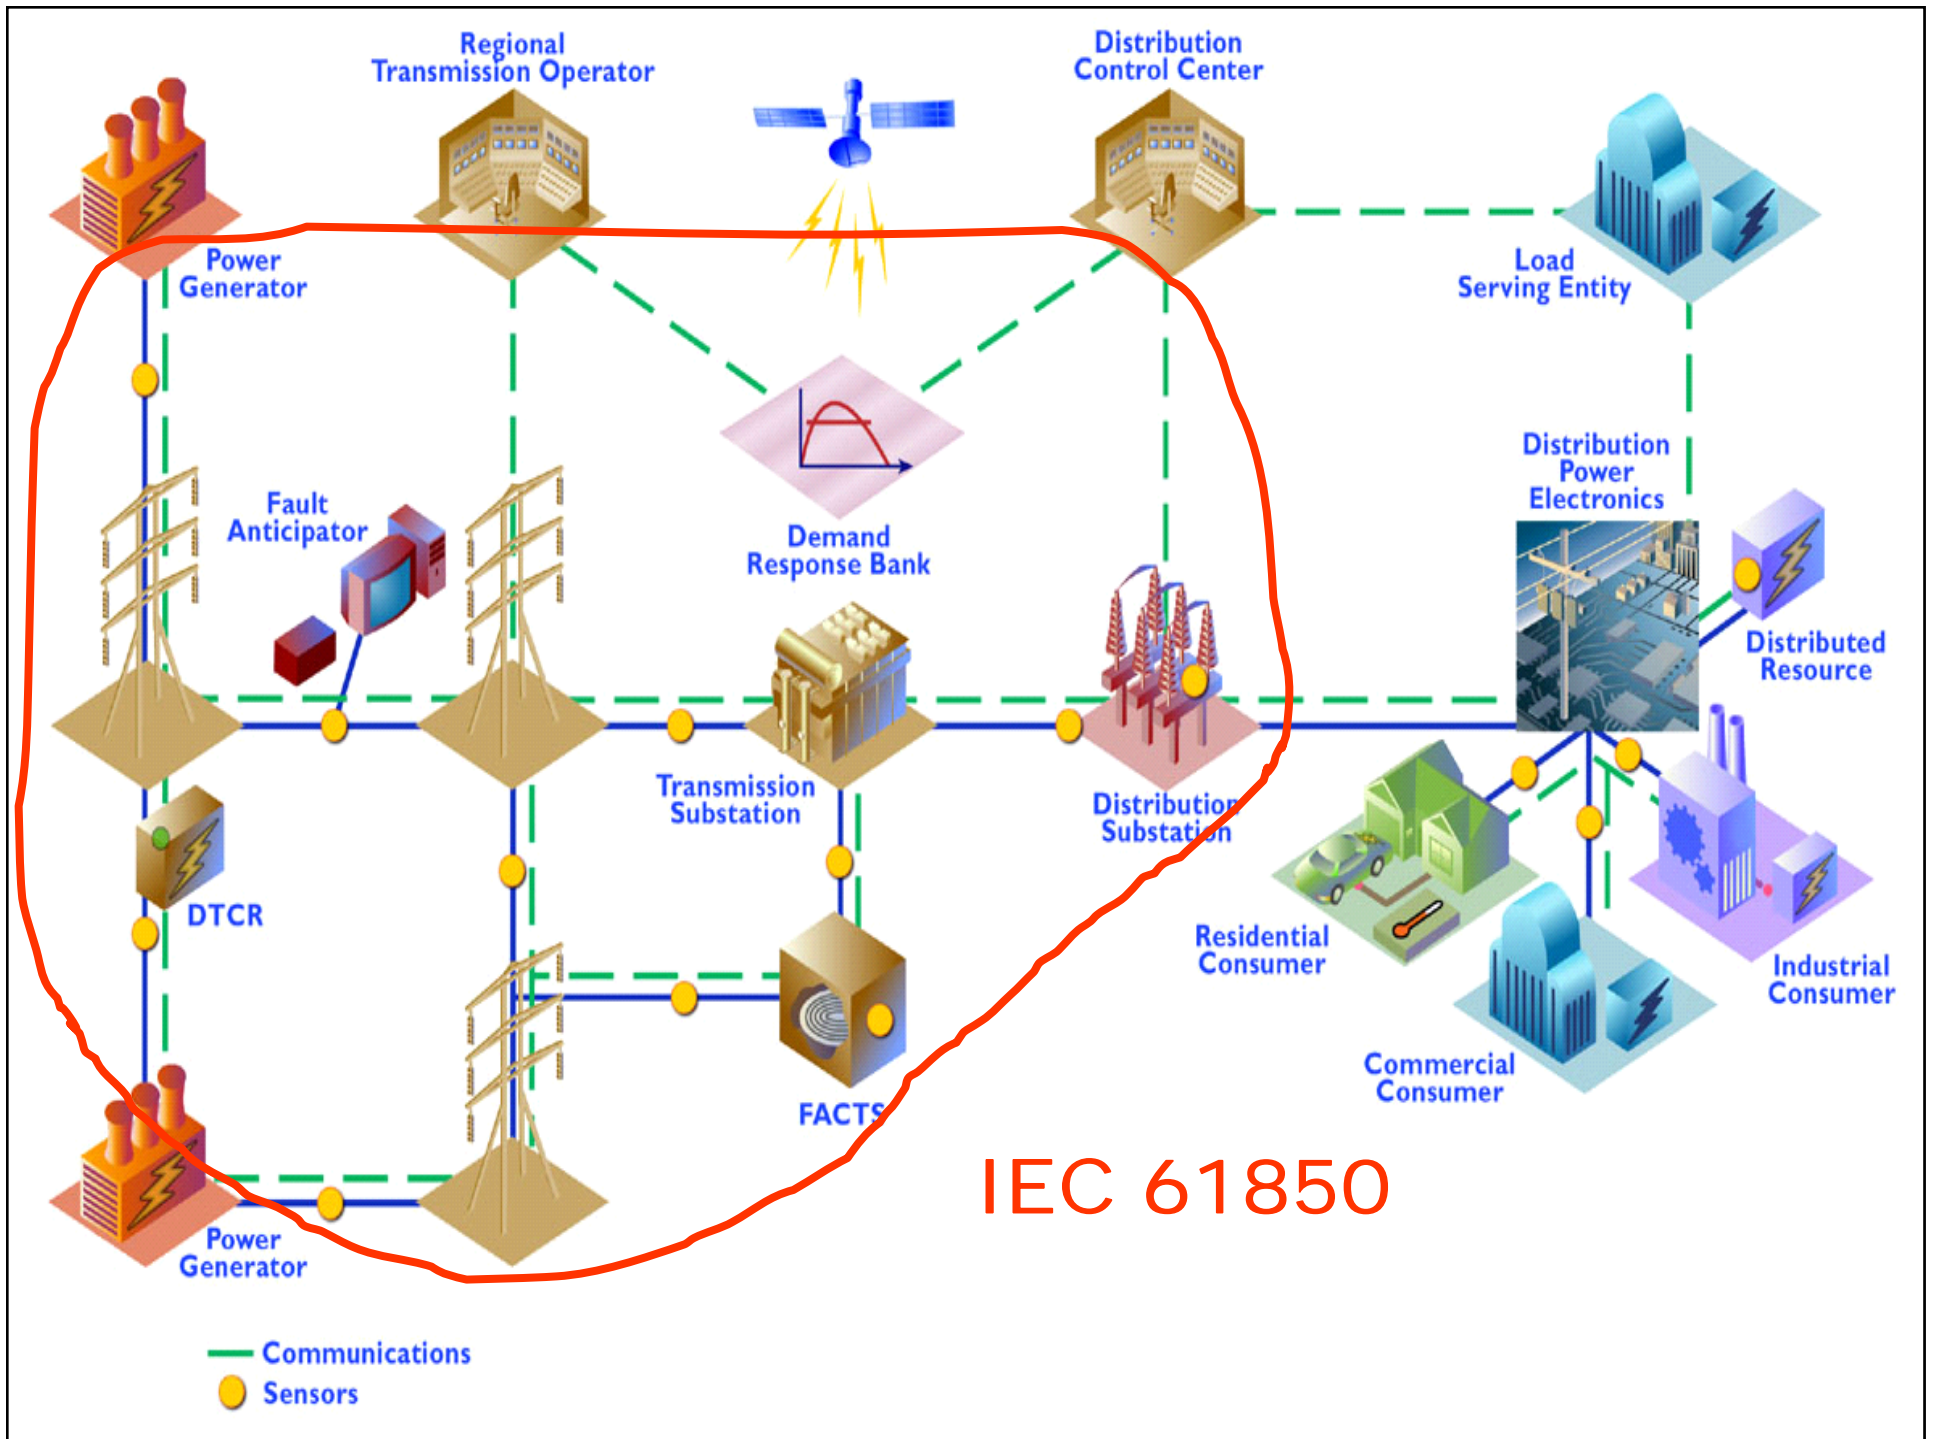 Regional
Transmission Operator
Distribution
Control Center
Power
Generator
Load
Serving Entity
Fault
Anticipator
Demand
Response Bank
Distribution
Power
Electronics
Distributed
Resource
Transmission
Substation
Distribution
Substation
DTCR
Residential
Consumer
Industrial
Consumer
Commercial
Consumer
FACTS
IEC 61850
Power
Generator
Communications
Sensors